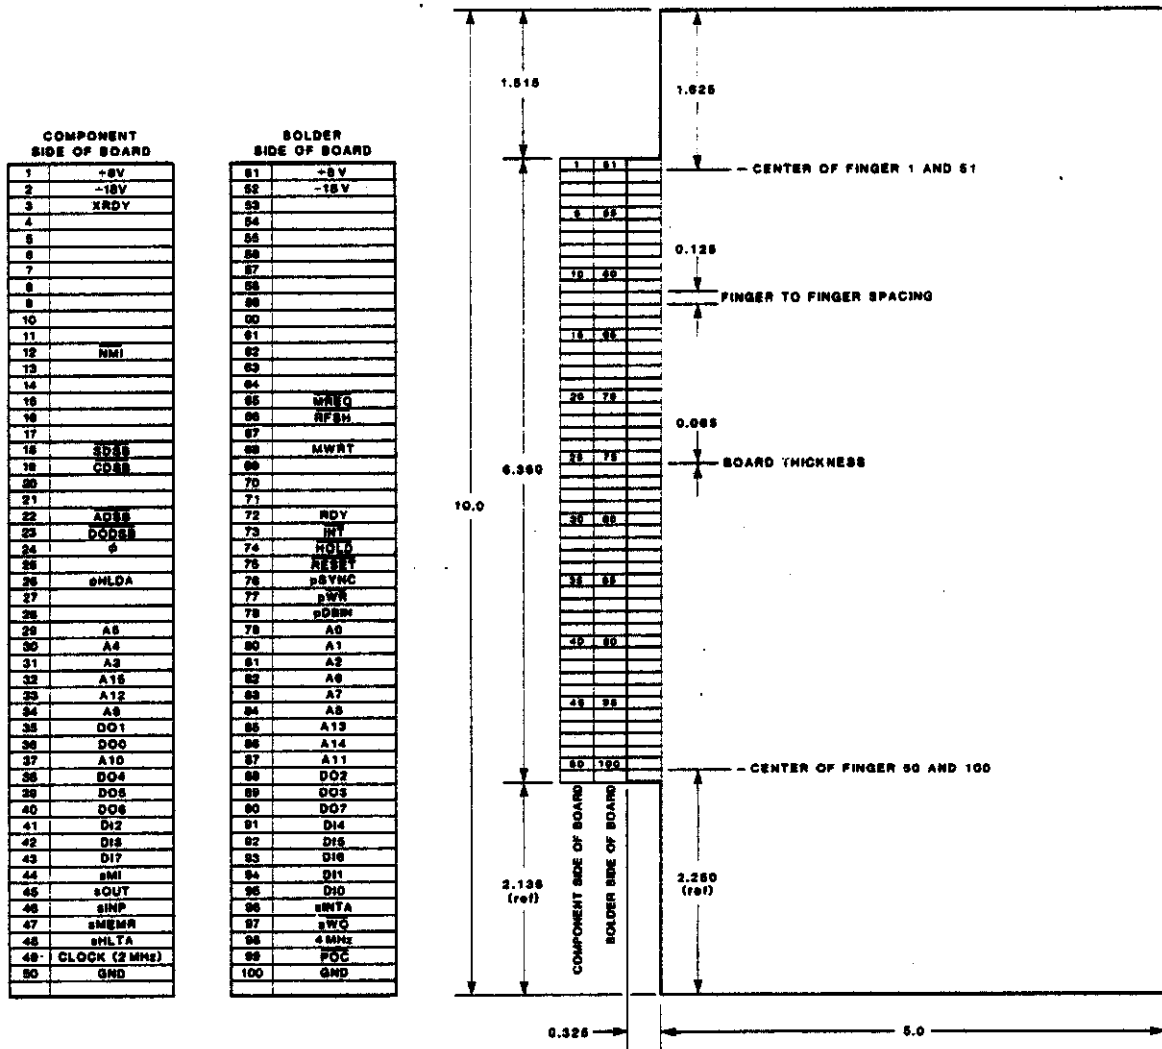 COMPONENT
SIDE OF BOARD
1 +8V
2 -18V
3 XRDY
4
5
6
7
8
9
10
11
12 NMI
13
14
15
16
17
18 SDSB
19 CDSB
20
21
22 ADSB
23 DODSB
24 ϕ
25
26 pHLDA
27
28
29 A5
30 A4
31 A3
32 A15
33 A12
34 A9
35 DO1
36 DO0
37 A10
38 DO4
39 DO5
40 DO6
41 DI2
42 DI3
43 DI7
44 sMI
45 sOUT
46 sINP
47 sMEMR
48 sHLTA
49 CLOCK (2 MHz)
50 GND
SOLDER
SIDE OF BOARD
51 +8 V
52 -18 V
53
54
55
56
57
58
59
60
61
62
63
64
65 MREQ
66 RFSH
67
68 MWRT
69
70
71
72 RDY
73 INT
74 HOLD
75 RESET
76 pSYNC
77 pWR
78 pDBIN
79 A0
80 A1
81 A2
82 A6
83 A7
84 A8
85 A13
86 A14
87 A11
88 DO2
89 DO3
90 DO7
91 DI4
92 DI5
93 DI6
94 DI1
95 DI0
96 sINTA
97 sWO
98 4 MHz
99 POC
100 GND
10.0
1.515
6.360
2.135
(ref)
1 51
5 55
10 60
15 65
20 70
25 75
30 80
35 85
40 90
45 95
50 100
COMPONENT SIDE OF BOARD
SOLDER SIDE OF BOARD
1.625
- CENTER OF FINGER 1 AND 51
0.125
FINGER TO FINGER SPACING
0.065
BOARD THICKNESS
- CENTER OF FINGER 50 AND 100
2.250
(ref)
0.325
5.0